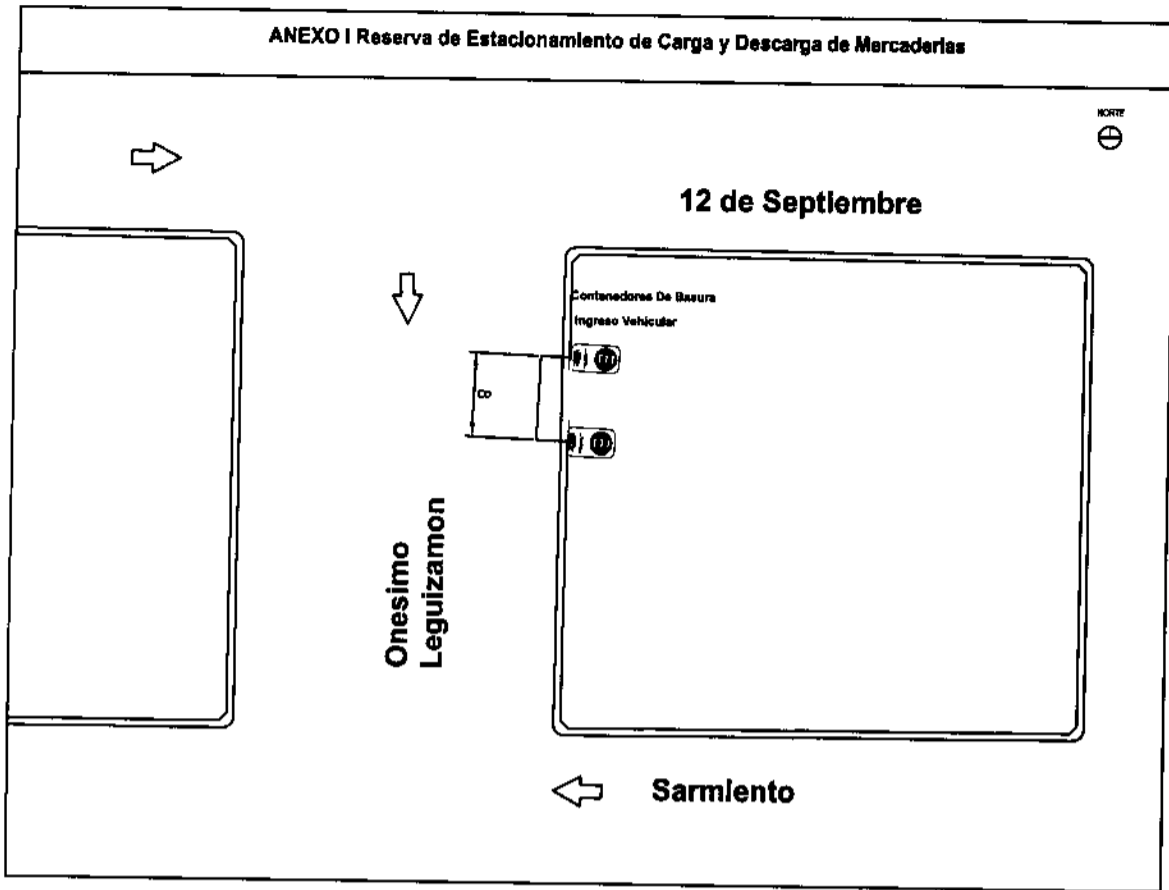 ANEXO I Reserva de Estacionamiento de Carga y Descarga de Mercaderias
NORTE
12 de Septiembre
Contenedores De Basura
Ingreso Vehicular
8
Onesimo
Leguizamon
Sarmiento